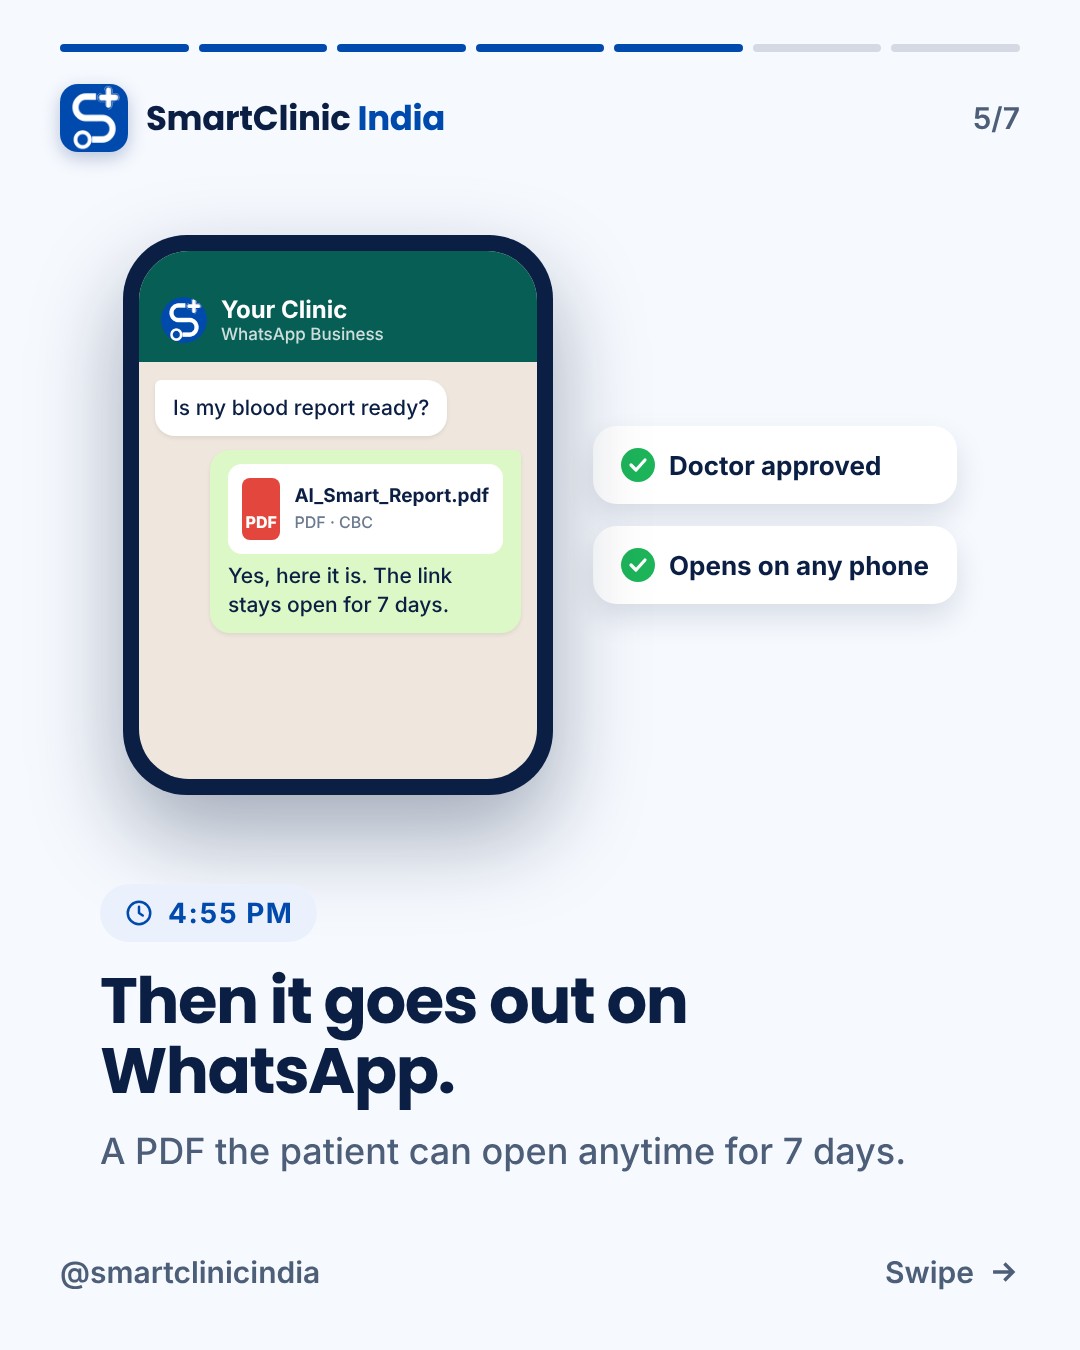 SmartClinic India
5/7
Your Clinic
WhatsApp Business
Is my blood report ready?
PDF
AI_Smart_Report.pdf
PDF · CBC
Yes, here it is. The link
stays open for 7 days.
Doctor approved
Opens on any phone
4:55 PM
Then it goes out on
WhatsApp.
A PDF the patient can open anytime for 7 days.
@smartclinicindia
Swipe →